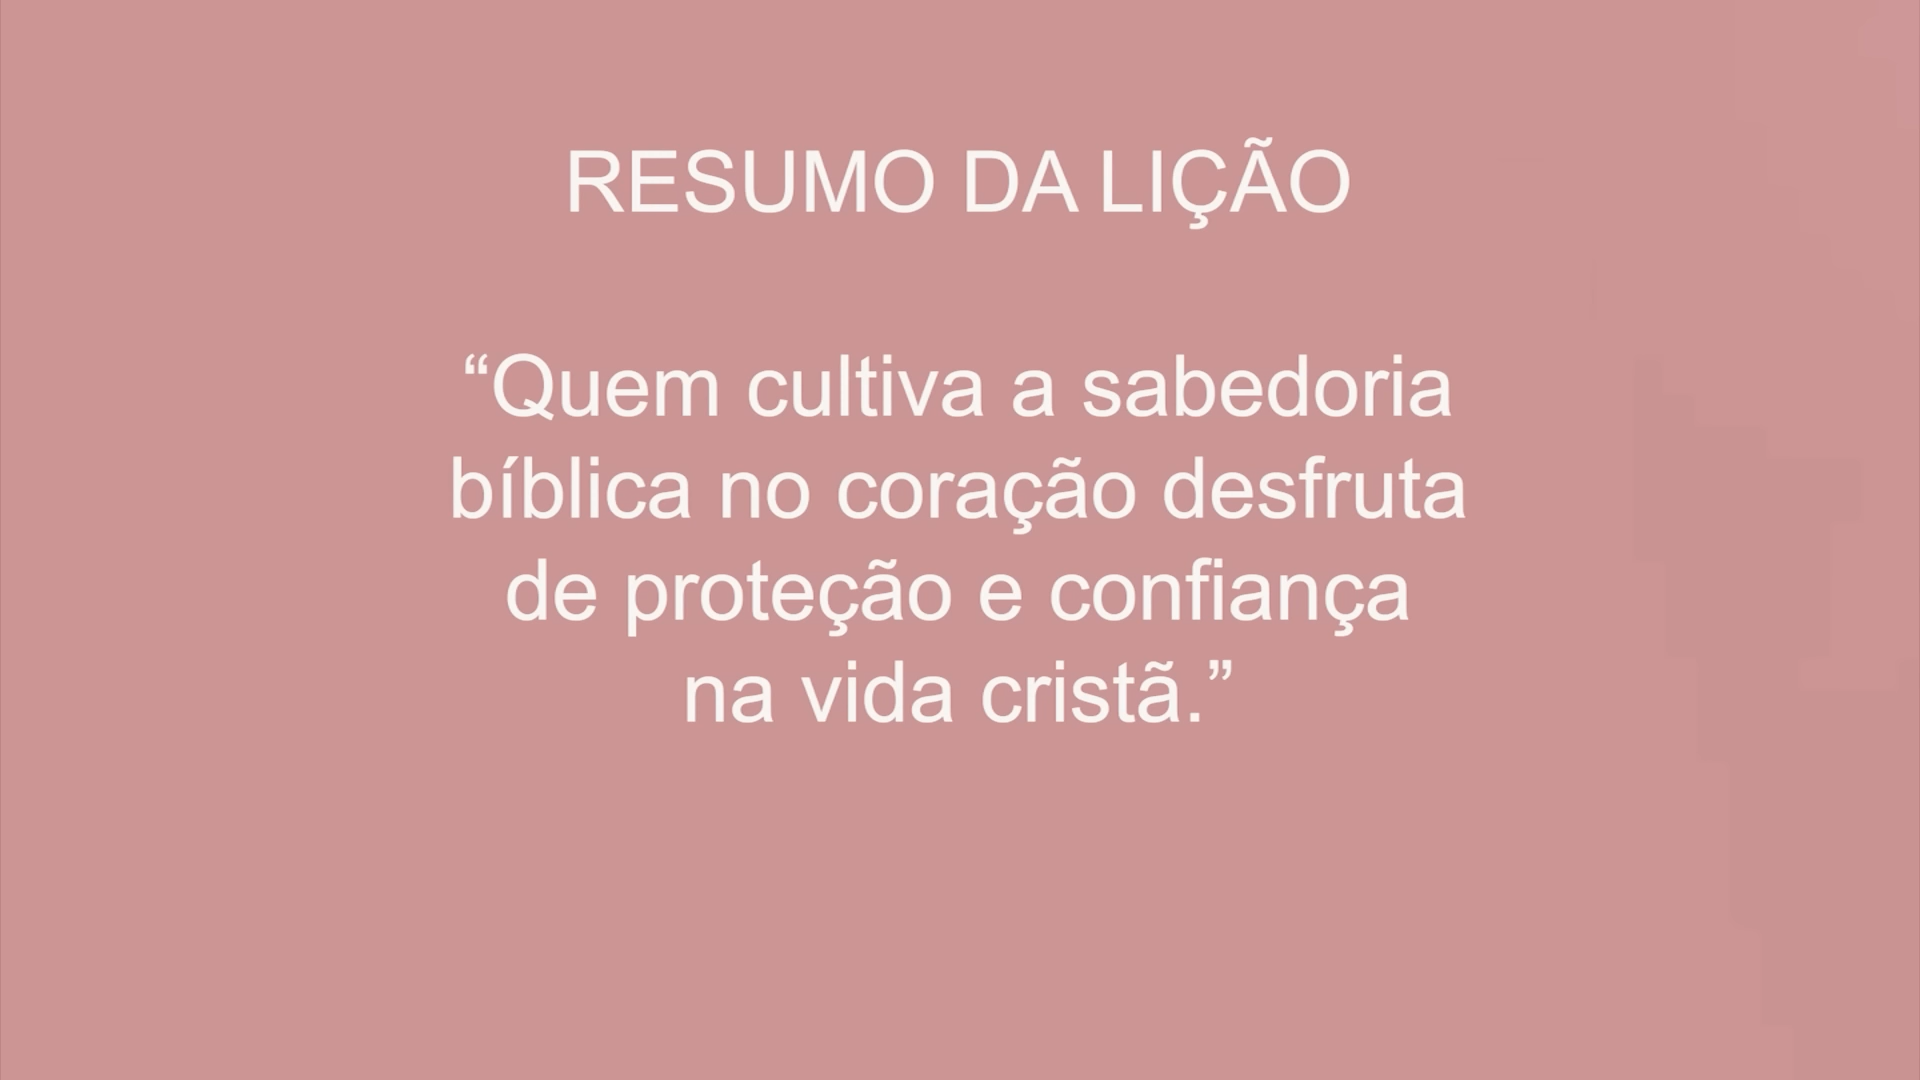 RESUMO DA LIÇÃO
“Quem cultiva a sabedoria
bíblica no coração desfruta
de proteção e confiança
na vida cristã.”